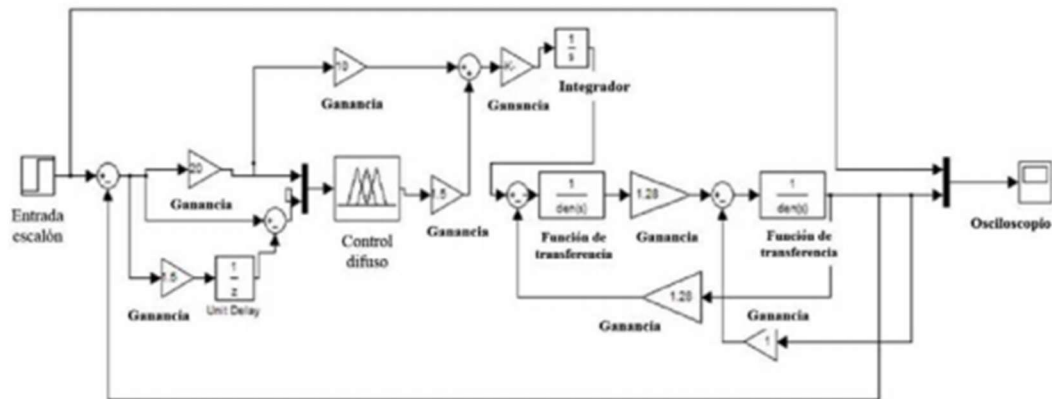 10
Ganancia
K-
Ganancia
1
s
Integrador
Entrada
escalón
20
Ganancia
1.5
Ganancia
1
z
Unit Delay
Control
difuso
1.5
Ganancia
1
den(s)
Función de
transferencia
1.28
Ganancia
1
den(s)
Función de
transferencia
1.28
Ganancia
Ganancia
1
Osciloscopio